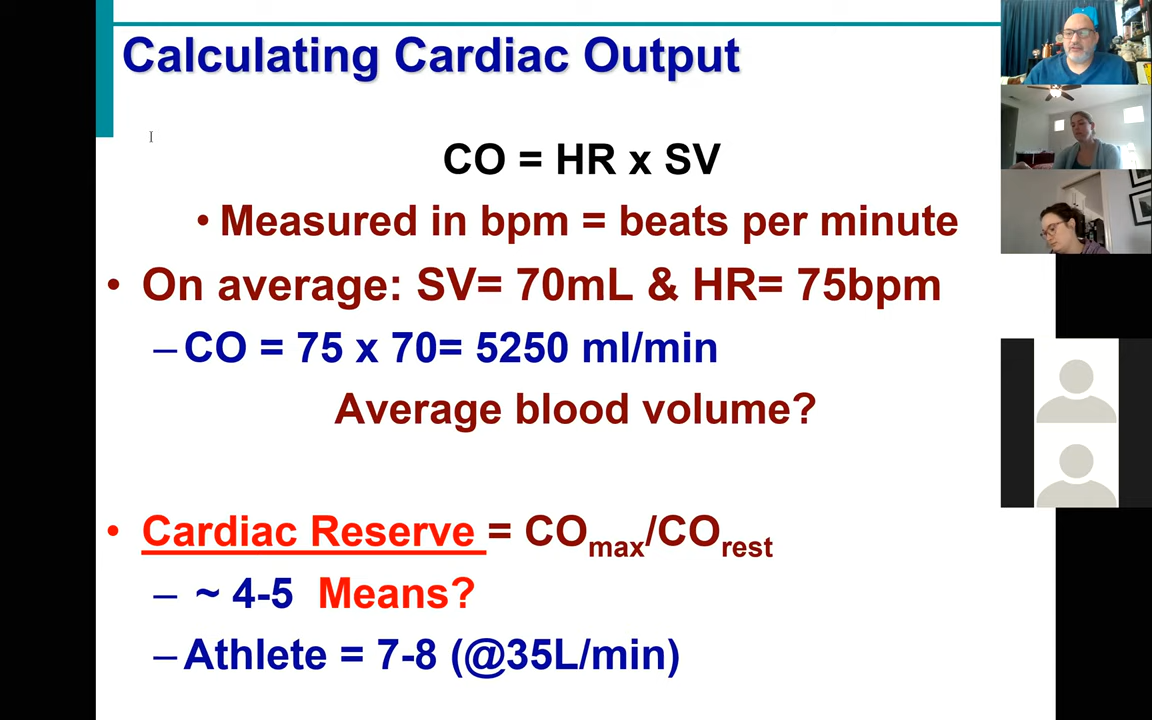 Calculating Cardiac Output
CO = HR x SV
• Measured in bpm = beats per minute
• On average: SV= 70mL & HR= 75bpm
– CO = 75 x 70= 5250 ml/min
Average blood volume?
• Cardiac Reserve = COmax/COrest
– ~ 4-5 Means?
– Athlete = 7-8 (@35L/min)